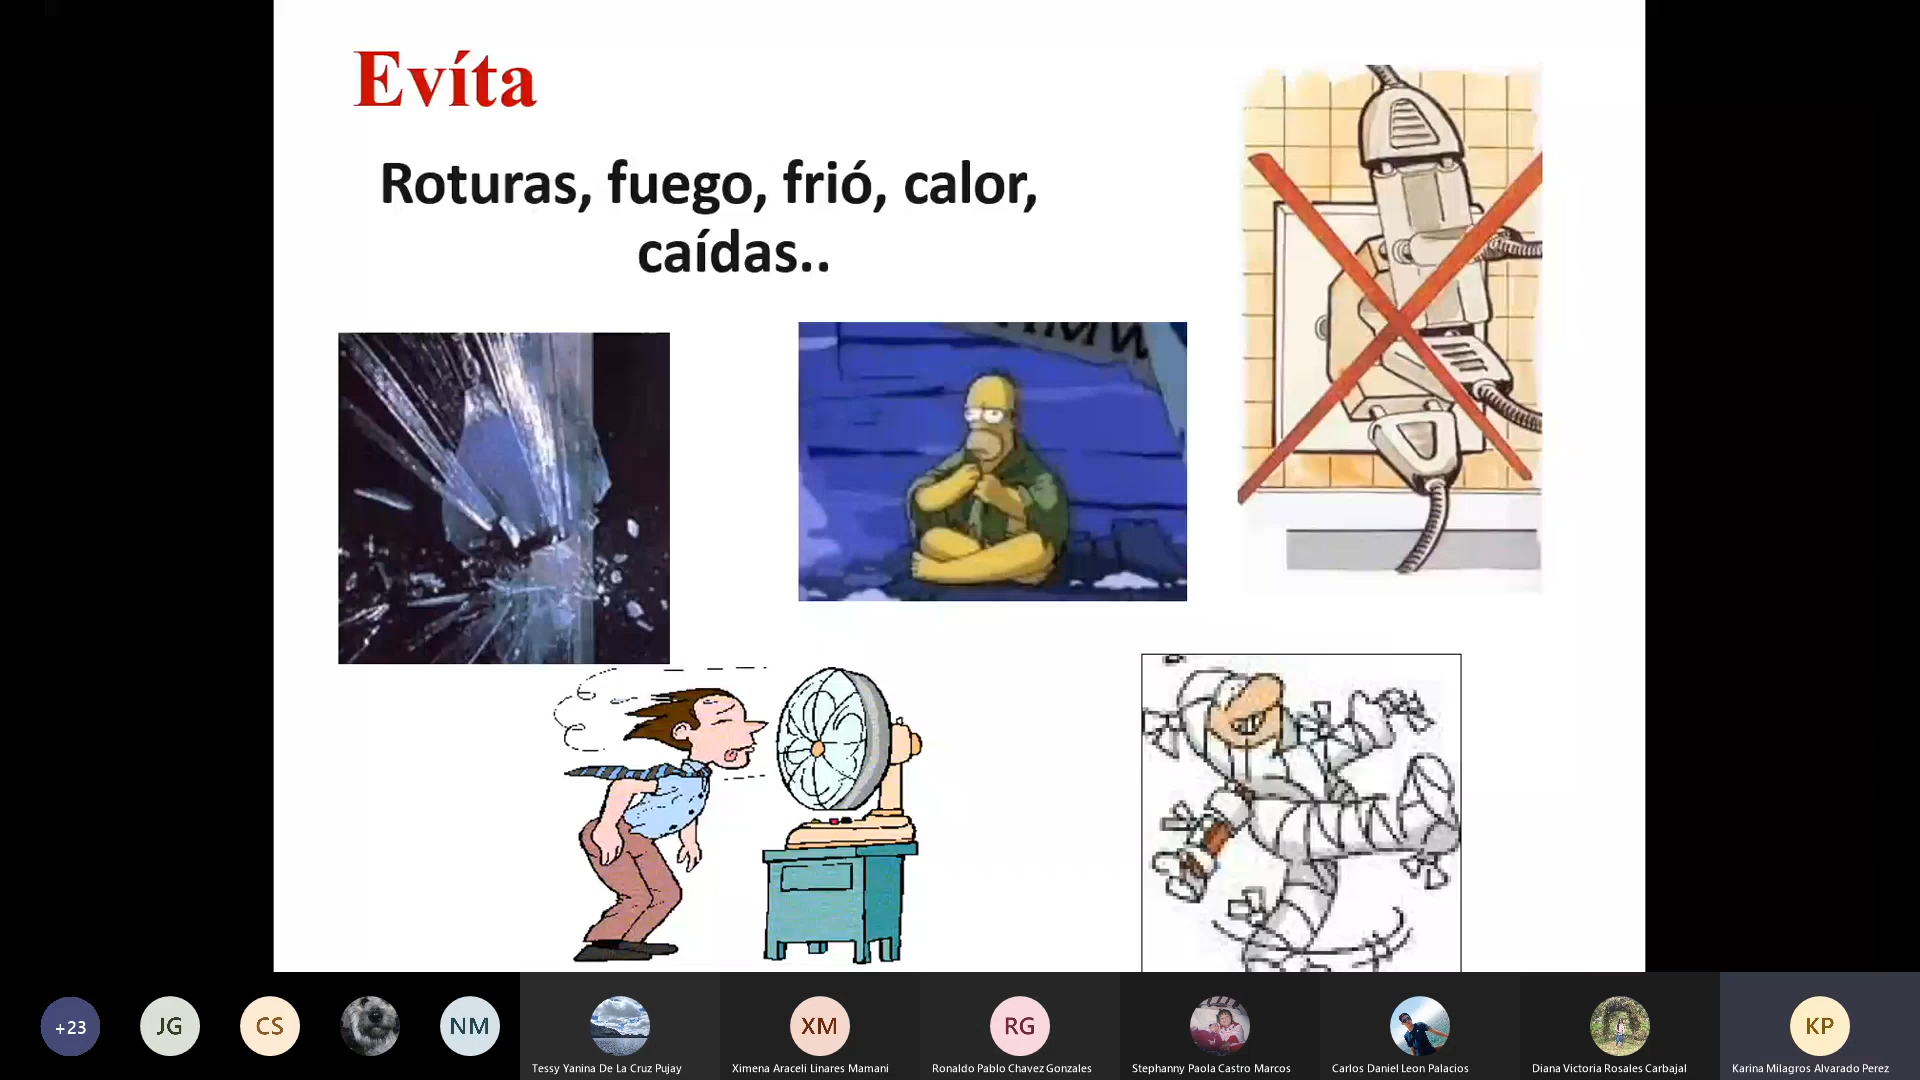 Evíta
Roturas, fuego, frió, calor,
caídas..
+23
JG
CS
NM
XM
RG
KP
Tessy Yanina De La Cruz Pujay
Ximena Araceli Linares Mamani
Ronaldo Pablo Chavez Gonzales
Stephanny Paola Castro Marcos
Carlos Daniel Leon Palacios
Diana Victoria Rosales Carbajal
Karina Milagros Alvarado Perez